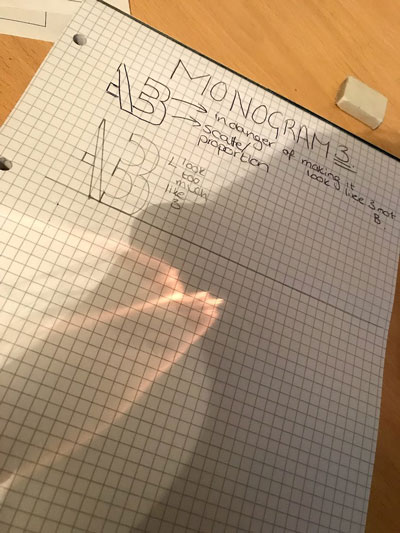 MONOGRAM 3.
AB
→ in danger of making it
look like 3 not
B.
→ scatter/
proportion
AB
↳ look
too
much
like
3